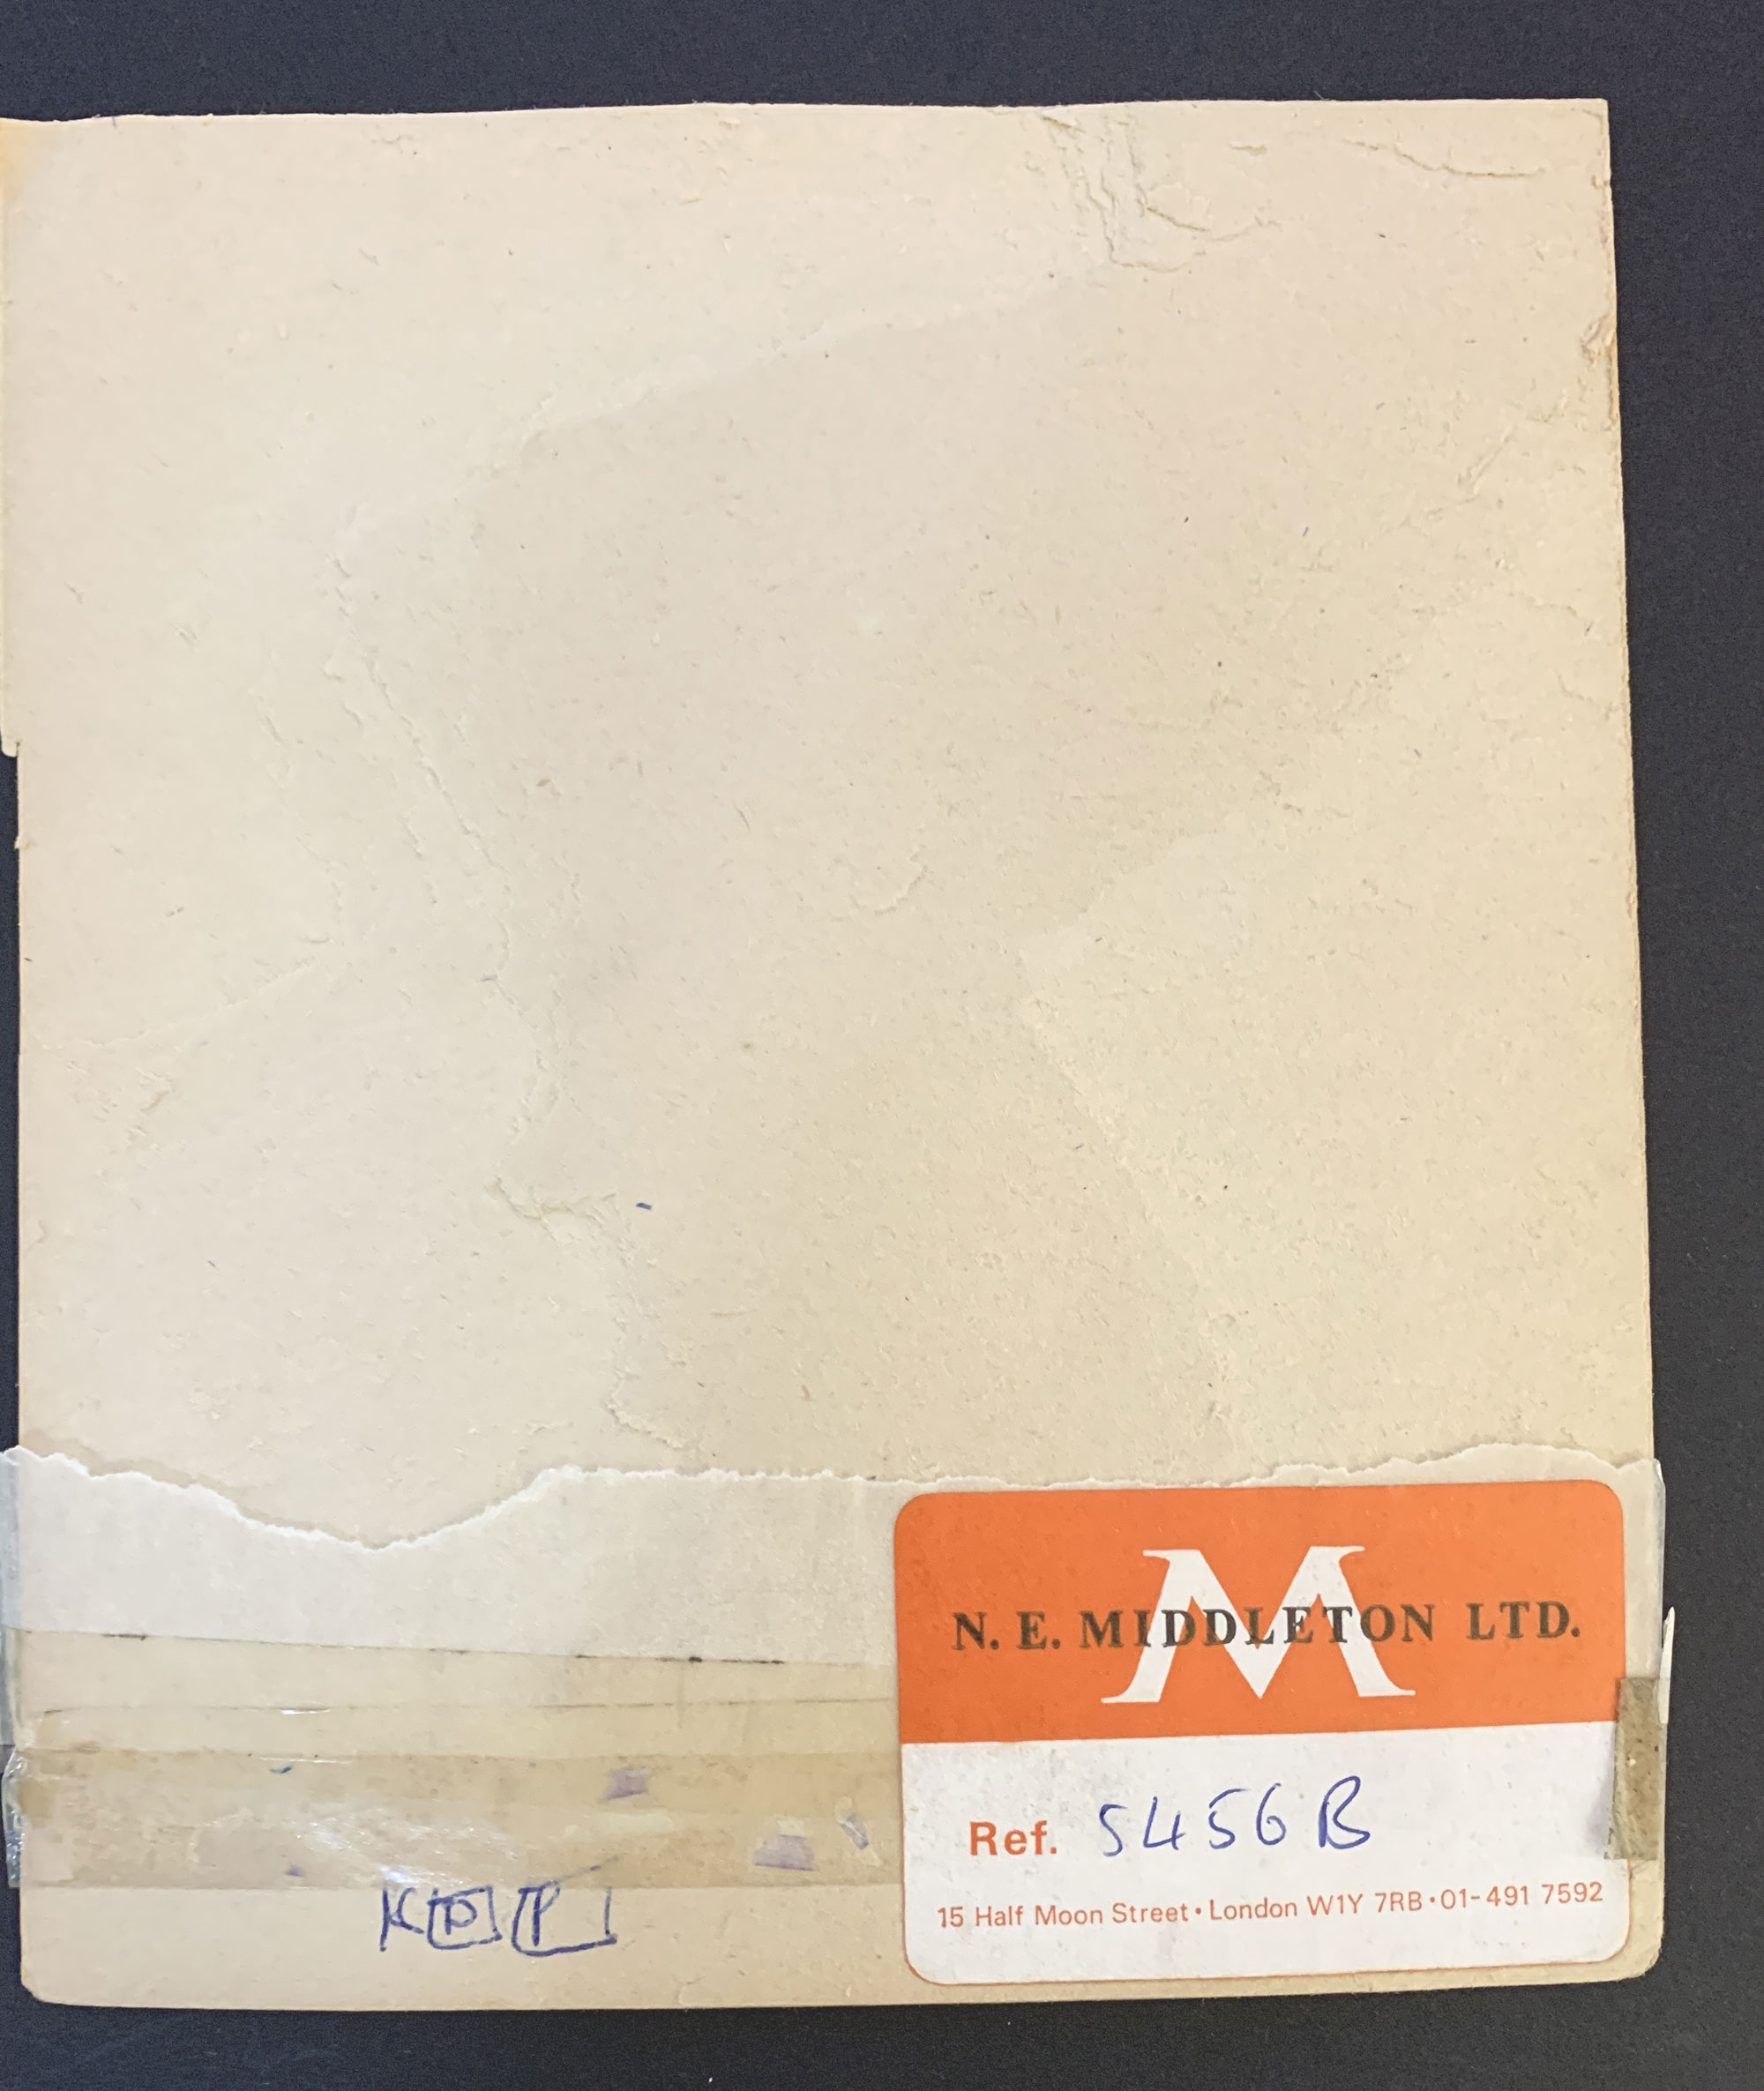 M
N. E. MIDDLETON LTD.
Ref. 5456B
15 Half Moon Street • London W1Y 7RB • 01-491 7592